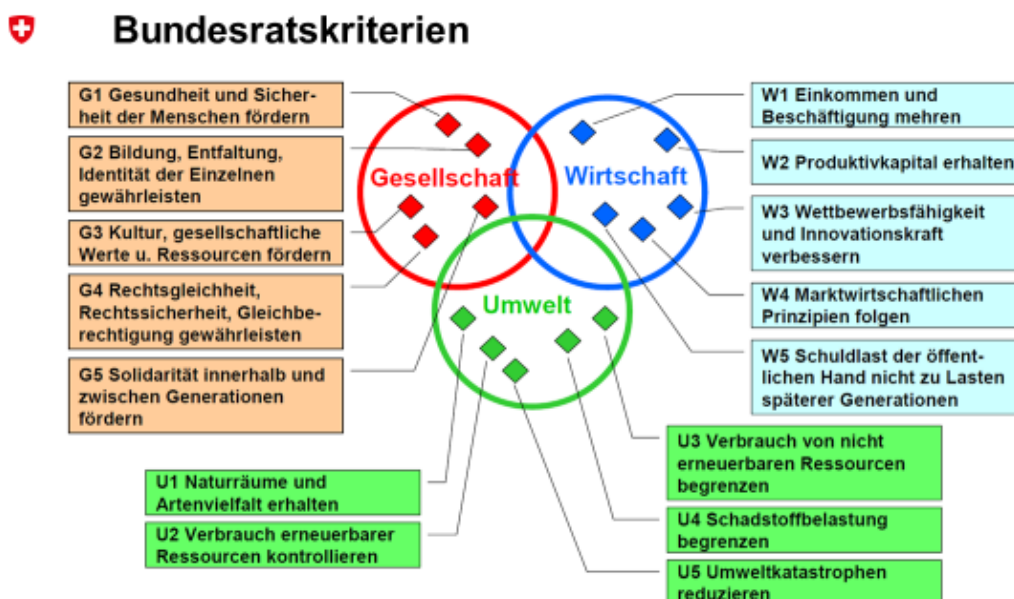 Bundesratskriterien
G1 Gesundheit und Sicher-
heit der Menschen fördern
G2 Bildung, Entfaltung,
Identität der Einzelnen
gewährleisten
G3 Kultur, gesellschaftliche
Werte u. Ressourcen fördern
G4 Rechtsgleichheit,
Rechtssicherheit, Gleichbe-
rechtigung gewährleisten
G5 Solidarität innerhalb und
zwischen Generationen
fördern
Gesellschaft
Wirtschaft
Umwelt
W1 Einkommen und
Beschäftigung mehren
W2 Produktivkapital erhalten
W3 Wettbewerbsfähigkeit
und Innovationskraft
verbessern
W4 Marktwirtschaftlichen
Prinzipien folgen
W5 Schuldlast der öffent-
lichen Hand nicht zu Lasten
späterer Generationen
U1 Naturräume und
Artenvielfalt erhalten
U2 Verbrauch erneuerbarer
Ressourcen kontrollieren
U3 Verbrauch von nicht
erneuerbaren Ressourcen
begrenzen
U4 Schadstoffbelastung
begrenzen
U5 Umweltkatastrophen
reduzieren